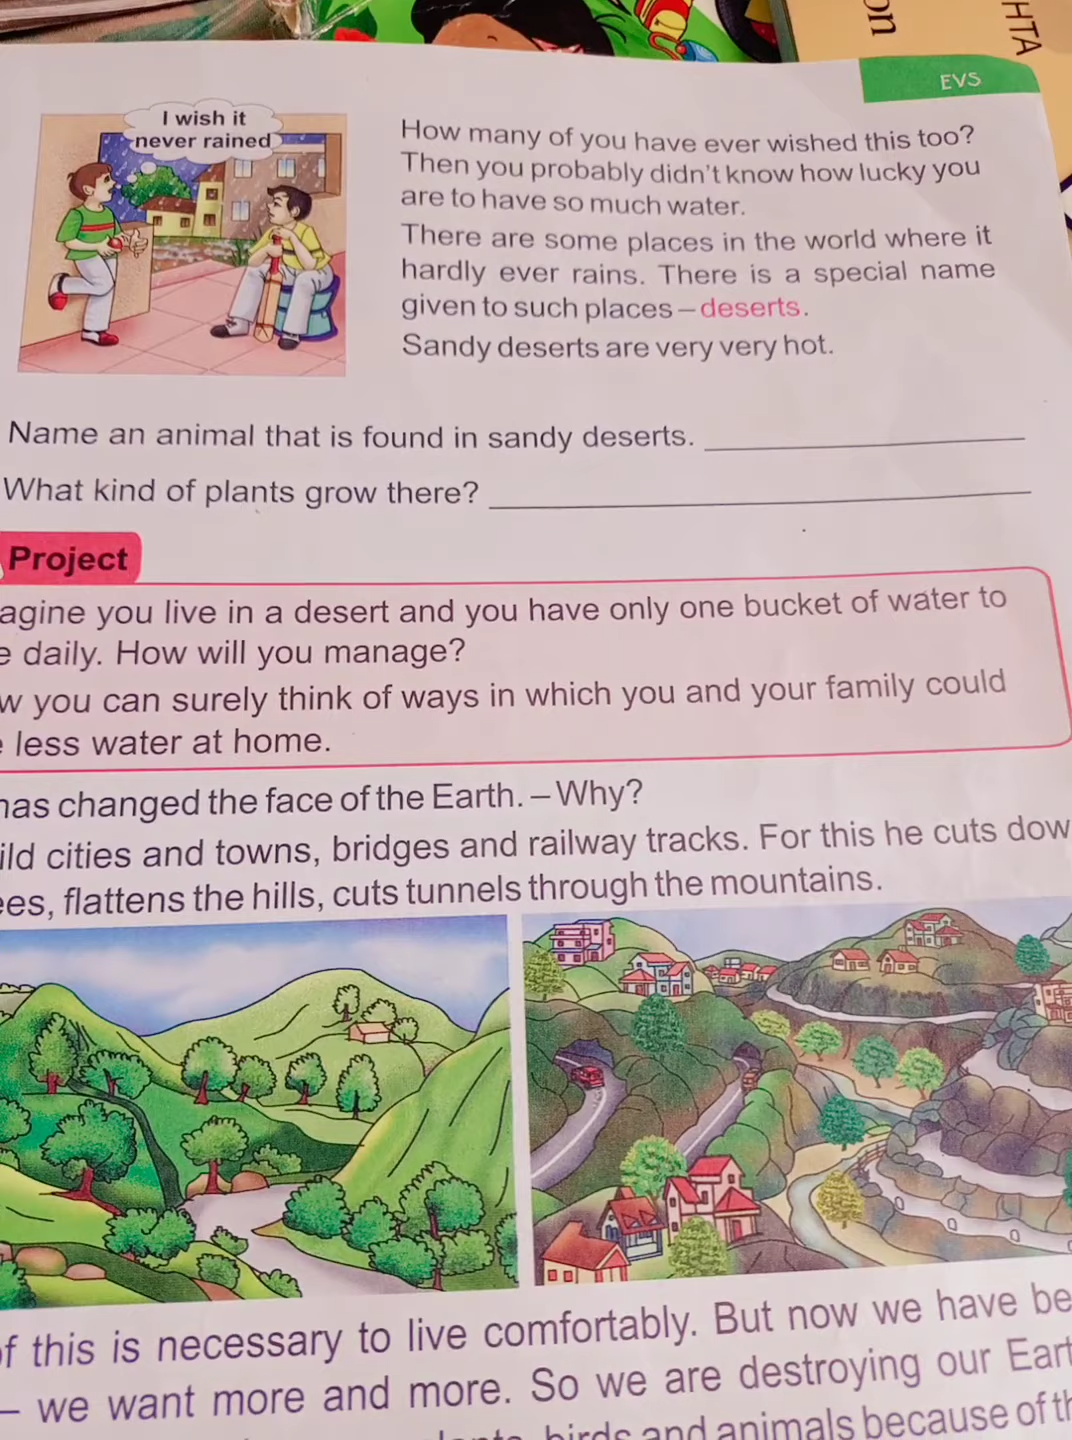 on
HTA
EVS
I wish it
never rained
How many of you have ever wished this too?
Then you probably didn't know how lucky you
are to have so much water.
There are some places in the world where it
hardly ever rains. There is a special name
given to such places – deserts.
Sandy deserts are very very hot.
Name an animal that is found in sandy deserts.
What kind of plants grow there?
Project
agine you live in a desert and you have only one bucket of water to
e daily. How will you manage?
w you can surely think of ways in which you and your family could
e less water at home.
has changed the face of the Earth. – Why?
ild cities and towns, bridges and railway tracks. For this he cuts dow
ees, flattens the hills, cuts tunnels through the mountains.
of this is necessary to live comfortably. But now we have be
– we want more and more. So we are destroying our Eart
birds and animals because of th